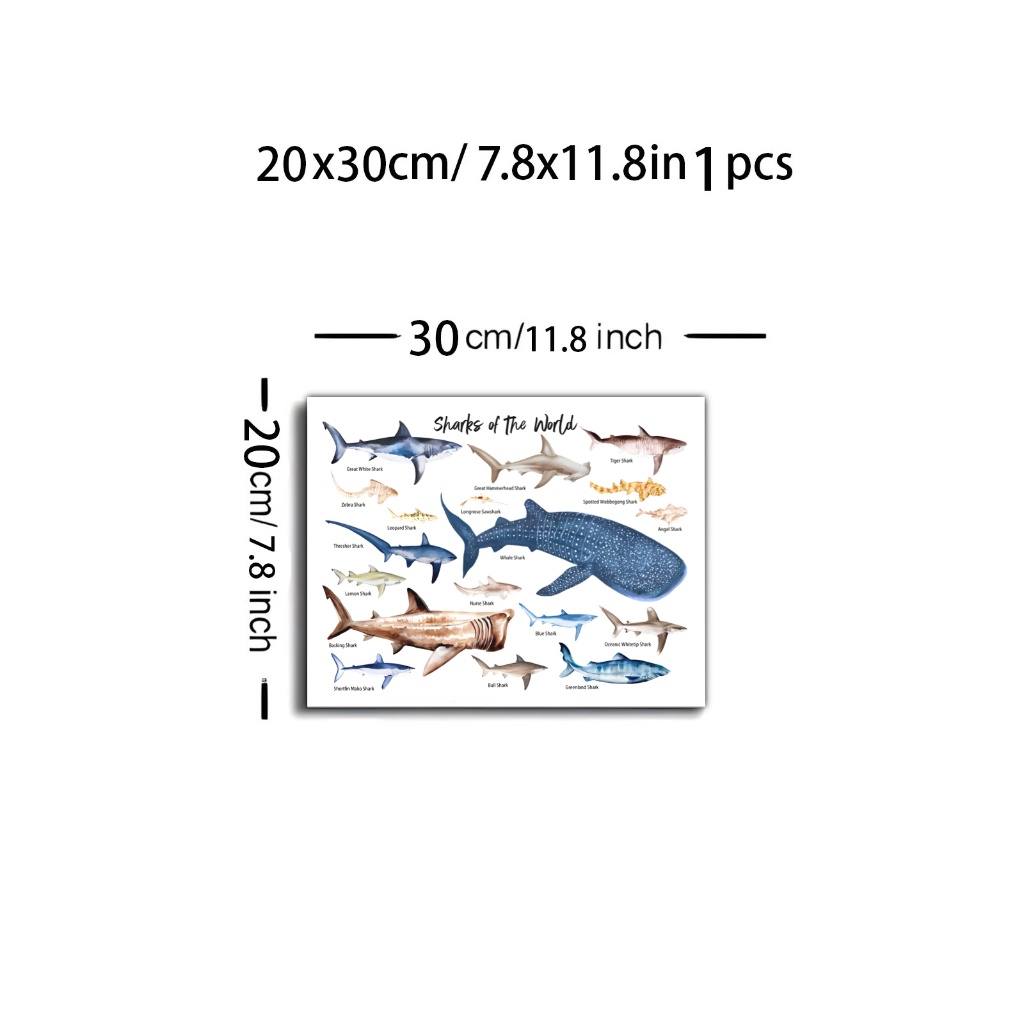 20x30cm/ 7.8x11.8in 1 pcs
30 cm/11.8 inch
20cm/ 7.8 inch
Sharks of the World
Great White Shark
Great Hammerhead Shark
Tiger Shark
Zebra Shark
Leopard Shark
Longnose Sawshark
Spotted Wobbegong Shark
Angel Shark
Thresher Shark
Whale Shark
Lemon Shark
Nurse Shark
Basking Shark
Blue Shark
Oceanic Whitetip Shark
Shortfin Mako Shark
Bull Shark
Greenland Shark